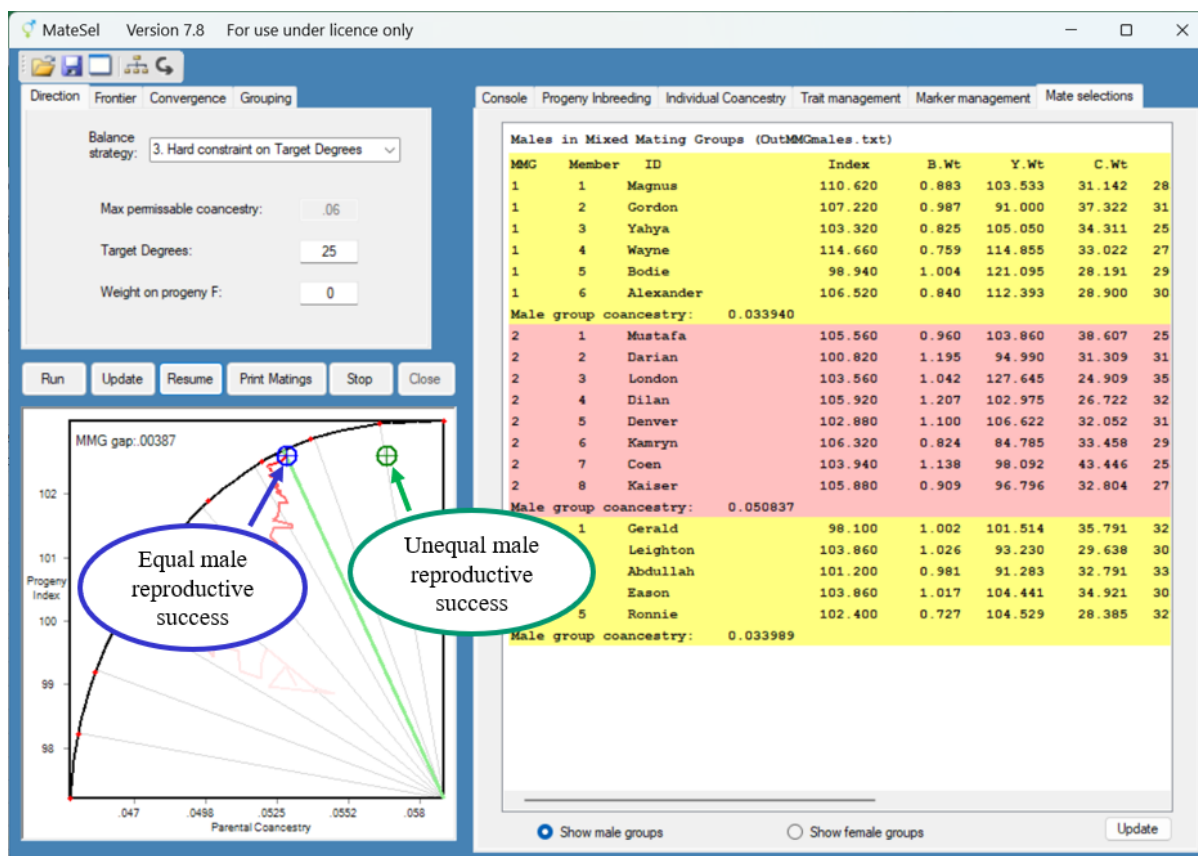 MateSel Version 7.8 For use under licence only
Direction Frontier Convergence Grouping
Balance strategy: 3. Hard constraint on Target Degrees
Max permissable coancestry: .06
Target Degrees: 25
Weight on progeny F: 0
Run Update Resume Print Matings Stop Close
MMG gap:.00387
102
101
Progeny
Index
100
99
98
.047 .0498 .0525 .0552 .058
Parental Coancestry
Equal male
reproductive
success
Unequal male
reproductive
success
Console Progeny Inbreeding Individual Coancestry Trait management Marker management Mate selections
Males in Mixed Mating Groups (OutMMGmales.txt)
MMG Member ID Index B.Wt Y.Wt C.Wt
1 1 Magnus 110.620 0.883 103.533 31.142 28
1 2 Gordon 107.220 0.987 91.000 37.322 31
1 3 Yahya 103.320 0.825 105.050 34.311 25
1 4 Wayne 114.660 0.759 114.855 33.022 27
1 5 Bodie 98.940 1.004 121.095 28.191 29
1 6 Alexander 106.520 0.840 112.393 28.900 30
Male group coancestry: 0.033940
2 1 Mustafa 105.560 0.960 103.860 38.607 25
2 2 Darian 100.820 1.195 94.990 31.309 31
2 3 London 103.560 1.042 127.645 24.909 35
2 4 Dilan 105.920 1.207 102.975 26.722 32
2 5 Denver 102.880 1.100 106.622 32.052 31
2 6 Kamryn 106.320 0.824 84.785 33.458 29
2 7 Coen 103.940 1.138 98.092 43.446 25
2 8 Kaiser 105.880 0.909 96.796 32.804 27
Male group coancestry: 0.050837
1 Gerald 98.100 1.002 101.514 35.791 32
Leighton 103.860 1.026 93.230 29.638 30
Abdullah 101.200 0.981 91.283 32.791 33
Eason 103.860 1.017 104.441 34.921 30
5 Ronnie 102.400 0.727 104.529 28.385 32
Male group coancestry: 0.033989
Show male groups Show female groups Update